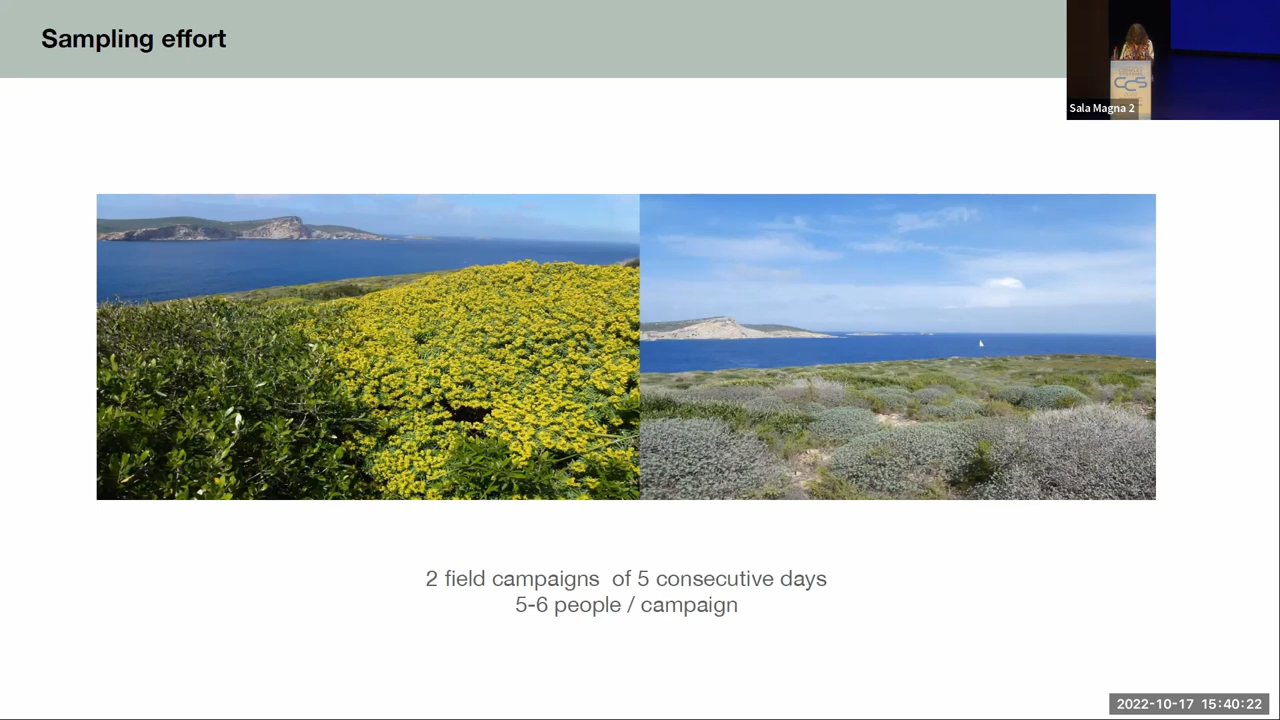 Sampling effort
CCS
Sala Magna 2
2 field campaigns of 5 consecutive days
5-6 people / campaign
2022-10-17 15:40:22